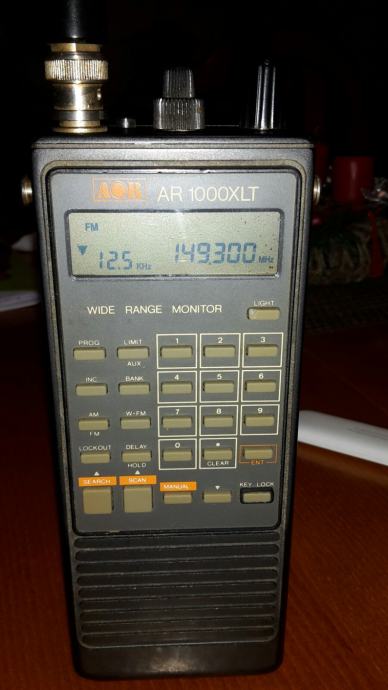 AOR AR 1000XLT
FM
12.5 KHz 149.300 MHz
WIDE RANGE MONITOR LIGHT
PROG LIMIT 1 2 3
AUX
INC BANK 4 5 6
AM W-FM 7 8 9
FM
LOCKOUT DELAY 0 • ENT
HOLD CLEAR
SEARCH SCAN MANUAL ▼ KEY LOCK